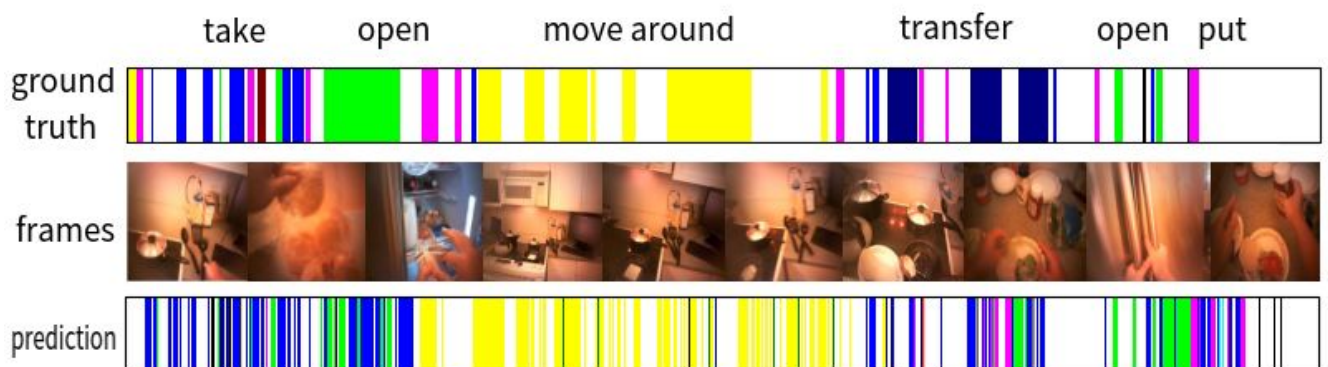 take open move around transfer open put
ground
truth
frames
prediction